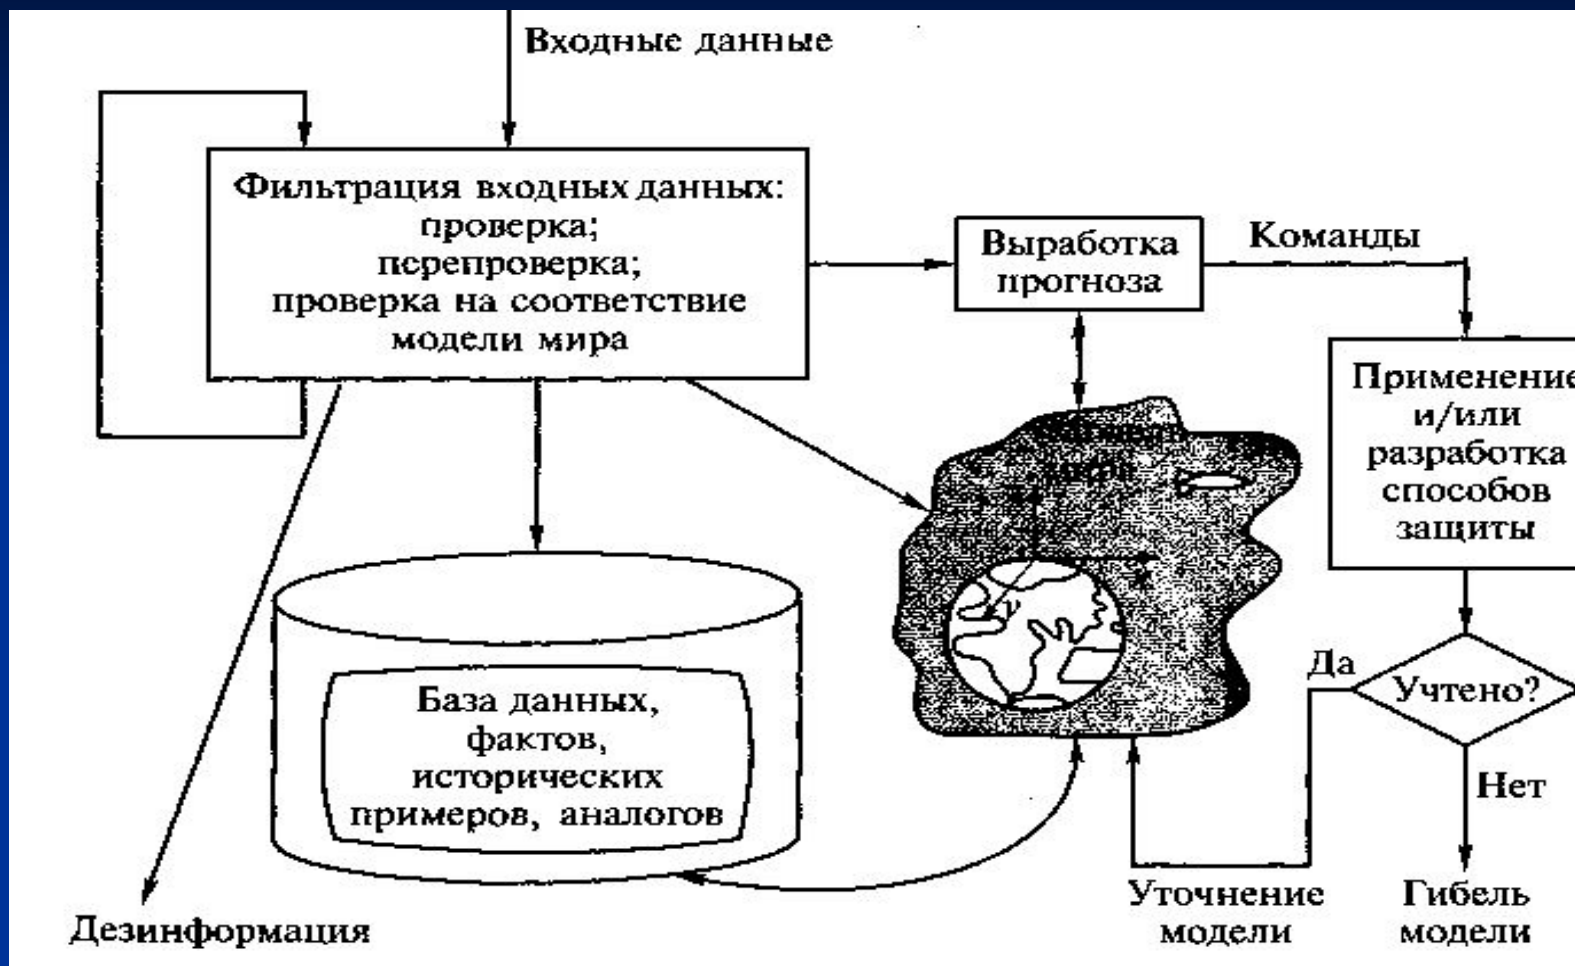 Входные данные
Фильтрация входных данных:
проверка;
перепроверка;
проверка на соответствие
модели мира
Выработка
прогноза
Команды
Применение
и/или
разработка
способов
защиты
База данных,
фактов,
исторических
примеров, аналогов
Да
Учтено?
Нет
Дезинформация
Уточнение
модели
Гибель
модели